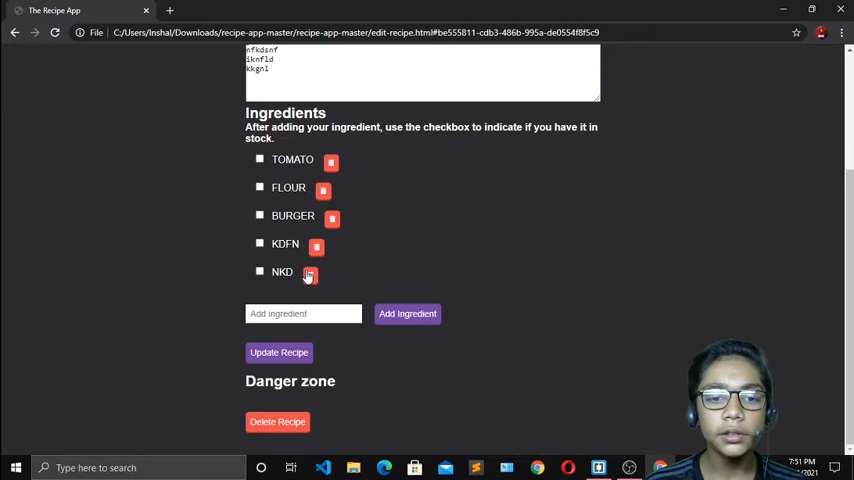 The Recipe App
File
C:/Users/Inshal/Downloads/recipe-app-master/recipe-app-master/edit-recipe.html#be555811-cdb3-486b-995a-de0554f8f5c9
nfkdsnf
iknfld
kkgnl
Ingredients
After adding your ingredient, use the checkbox to indicate if you have it in
stock.
TOMATO
FLOUR
BURGER
KDFN
NKD
Add ingredient
Add Ingredient
Update Recipe
Danger zone
Delete Recipe
Type here to search
7:51 PM